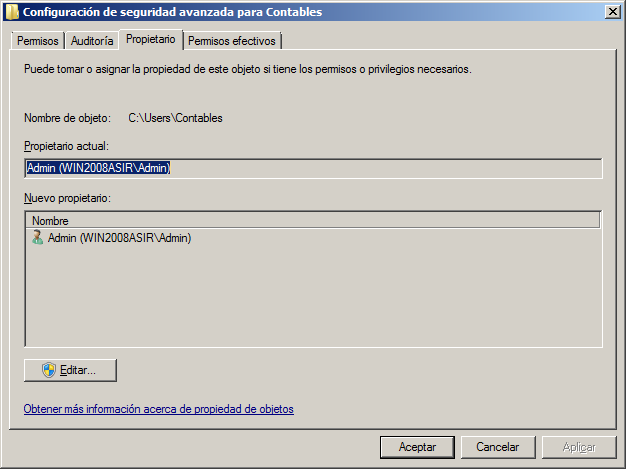 Configuración de seguridad avanzada para Contables
Permisos Auditoría Propietario Permisos efectivos
Puede tomar o asignar la propiedad de este objeto si tiene los permisos o privilegios necesarios.
Nombre de objeto: C:\Users\Contables
Propietario actual:
Admin (WIN2008ASIR\Admin)
Nuevo propietario:
Nombre
Admin (WIN2008ASIR\Admin)
Editar...
Obtener más información acerca de propiedad de objetos
Aceptar Cancelar Aplicar